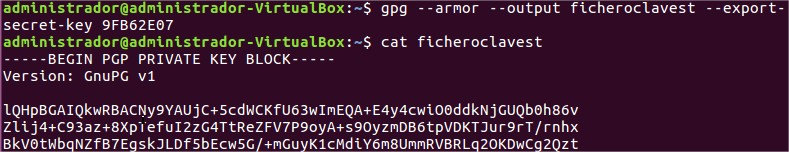 administrador@administrador-VirtualBox:~$ gpg --armor --output ficheroclavest --export-
secret-key 9FB62E07
administrador@administrador-VirtualBox:~$ cat ficheroclavest
-----BEGIN PGP PRIVATE KEY BLOCK-----
Version: GnuPG v1
lQHpBGAIQkwRBACNy9YAUjC+5cdWCKfU63wImEQA+E4y4cwiO0ddkNjGUQb0h86v
Zlij4+C93az+8XpIefuI2zG4TtReZFV7P9oyA+s9OyzmDB6tpVDKTJur9rT/rnhx
BkV0tWbqNZfB7EgskJLDf5bEcw5G/+mGuyK1cMdiY6m8UmmRVBRLq2OKDwCg2Qzt